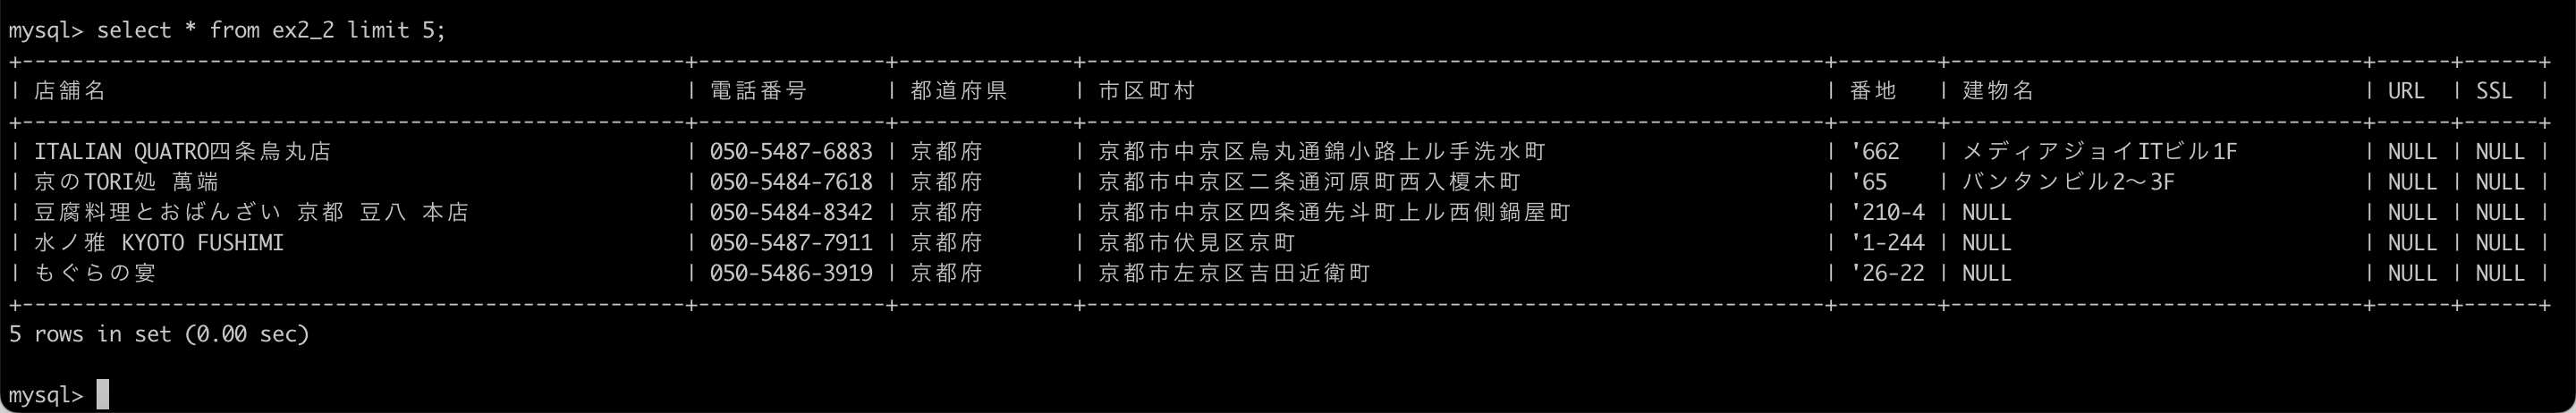 mysql> select * from ex2_2 limit 5;
+-----------------------------------------------------+---------------+--------------+-----------------------------------------------------------+--------+---------------------------------+------+------+
| 店舗名 | 電話番号 | 都道府県 | 市区町村 | 番地 | 建物名 | URL | SSL |
+-----------------------------------------------------+---------------+--------------+-----------------------------------------------------------+--------+---------------------------------+------+------+
| ITALIAN QUATRO四条烏丸店 | 050-5487-6883 | 京都府 | 京都市中京区烏丸通錦小路上ル手洗水町 | '662 | メディアジョイITビル1F | NULL | NULL |
| 京のTORI処 萬端 | 050-5484-7618 | 京都府 | 京都市中京区二条通河原町西入榎木町 | '65 | バンタンビル2〜3F | NULL | NULL |
| 豆腐料理とおばんざい 京都 豆八 本店 | 050-5484-8342 | 京都府 | 京都市中京区四条通先斗町上ル西側鍋屋町 | '210-4 | NULL | NULL | NULL |
| 水ノ雅 KYOTO FUSHIMI | 050-5487-7911 | 京都府 | 京都市伏見区京町 | '1-244 | NULL | NULL | NULL |
| もぐらの宴 | 050-5486-3919 | 京都府 | 京都市左京区吉田近衛町 | '26-22 | NULL | NULL | NULL |
+-----------------------------------------------------+---------------+--------------+-----------------------------------------------------------+--------+---------------------------------+------+------+
5 rows in set (0.00 sec)
mysql>